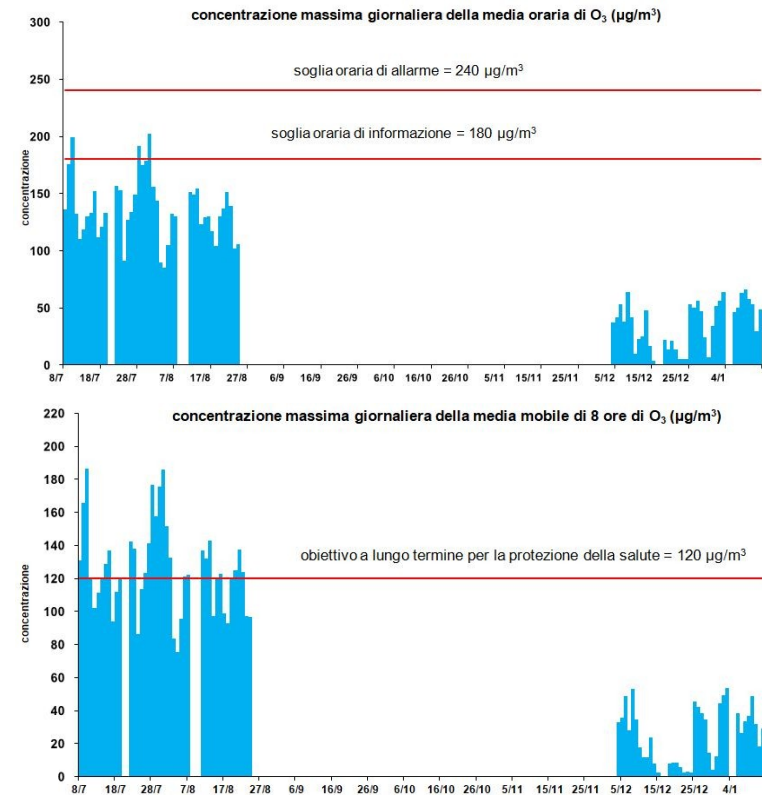 concentrazione massima giornaliera della media oraria di O₃ (µg/m³)
300
250
200
150
100
50
0
concentrazione
soglia oraria di allarme = 240 µg/m³
soglia oraria di informazione = 180 µg/m³
8/7 18/7 28/7 7/8 17/8 27/8 6/9 16/9 26/9 6/10 16/10 26/10 5/11 15/11 25/11 5/12 15/12 25/12 4/1
concentrazione massima giornaliera della media mobile di 8 ore di O₃ (µg/m³)
220
200
180
160
140
120
100
80
60
40
20
0
concentrazione
obiettivo a lungo termine per la protezione della salute = 120 µg/m³
8/7 18/7 28/7 7/8 17/8 27/8 6/9 16/9 26/9 6/10 16/10 26/10 5/11 15/11 25/11 5/12 15/12 25/12 4/1